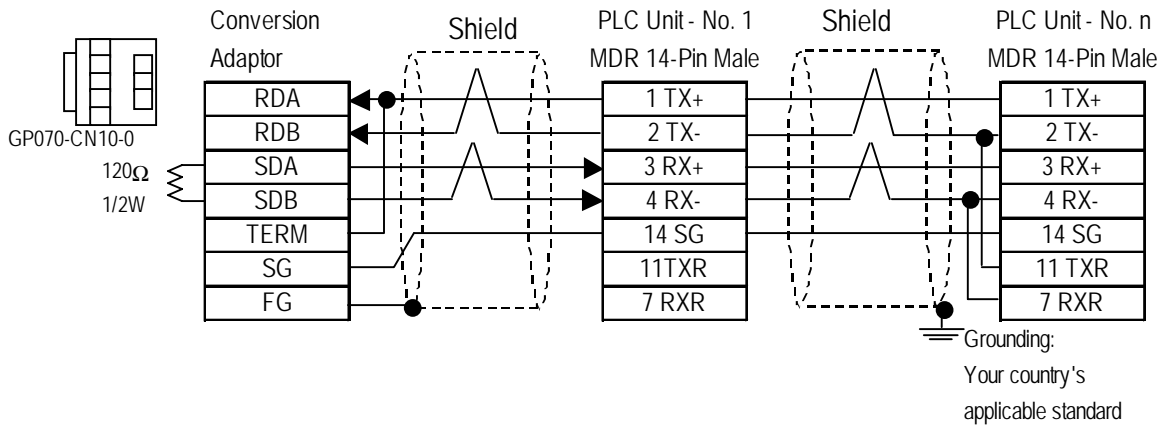 Conversion
Adaptor
Shield
PLC Unit - No. 1
MDR 14-Pin Male
Shield
PLC Unit - No. n
MDR 14-Pin Male
GP070-CN10-0
120Ω
1/2W
RDA
RDB
SDA
SDB
TERM
SG
FG
1 TX+
2 TX-
3 RX+
4 RX-
14 SG
11TXR
7 RXR
1 TX+
2 TX-
3 RX+
4 RX-
14 SG
11 TXR
7 RXR
Grounding:
Your country's
applicable standard